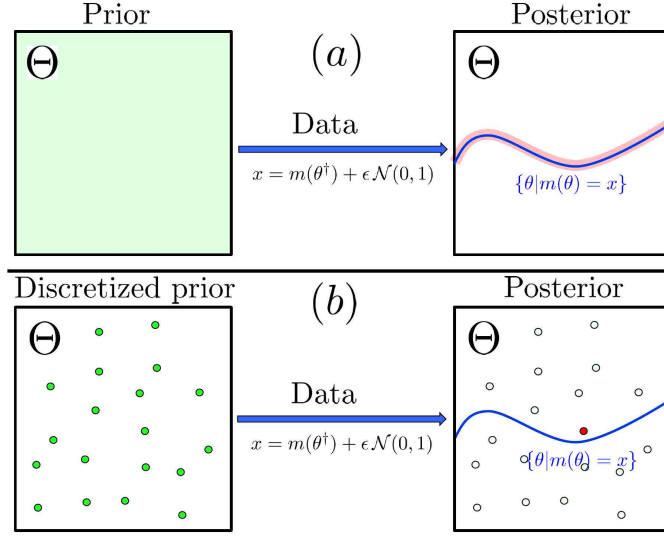 Prior
(a)
Posterior
Θ
Θ
Data
x = m(θ†) + ϵ𝒩(0, 1)
{θ|m(θ) = x}
Discretized prior
(b)
Posterior
Θ
Θ
Data
x = m(θ†) + ϵ𝒩(0, 1)
{θ|m(θ) = x}